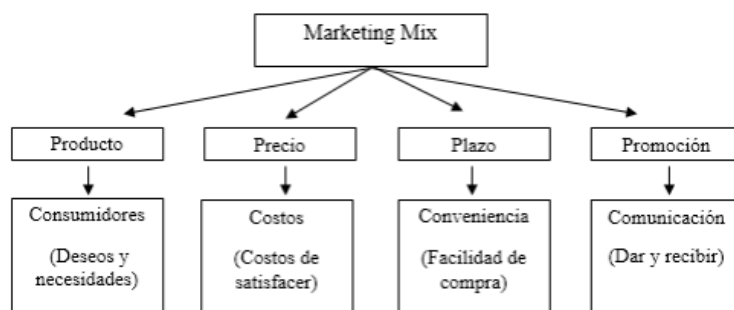 Marketing Mix
Producto
Precio
Plazo
Promoción
Consumidores
(Deseos y
necesidades)
Costos
(Costos de
satisfacer)
Conveniencia
(Facilidad de
compra)
Comunicación
(Dar y recibir)